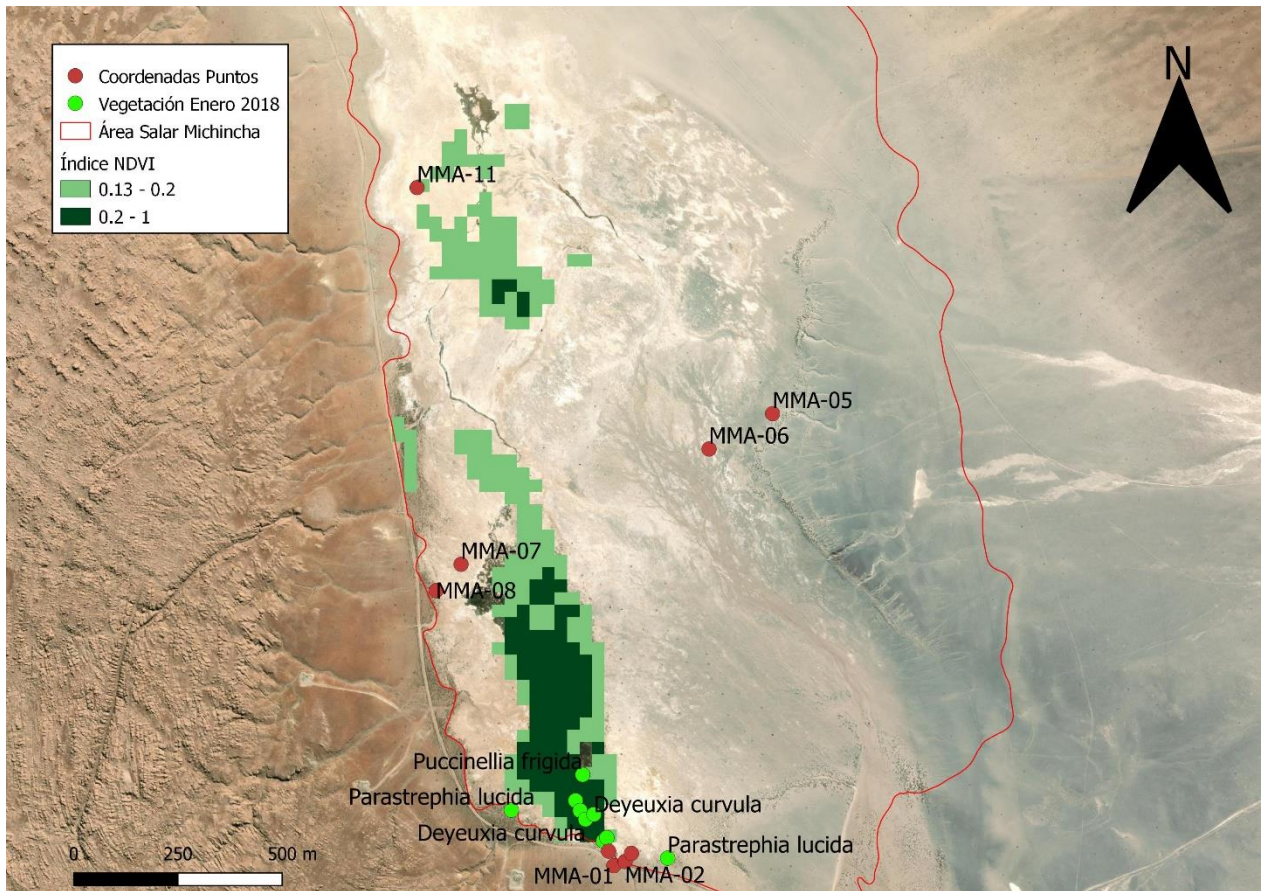 Coordenadas Puntos
Vegetación Enero 2018
Área Salar Michincha
Índice NDVI
0.13 - 0.2
0.2 - 1
N
MMA-11
MMA-05
MMA-06
MMA-07
MMA-08
Puccinellia frigida
Parastrephia lucida
Deyeuxia curvula
Deyeuxia curvula
Parastrephia lucida
MMA-01
MMA-02
0 250 500 m